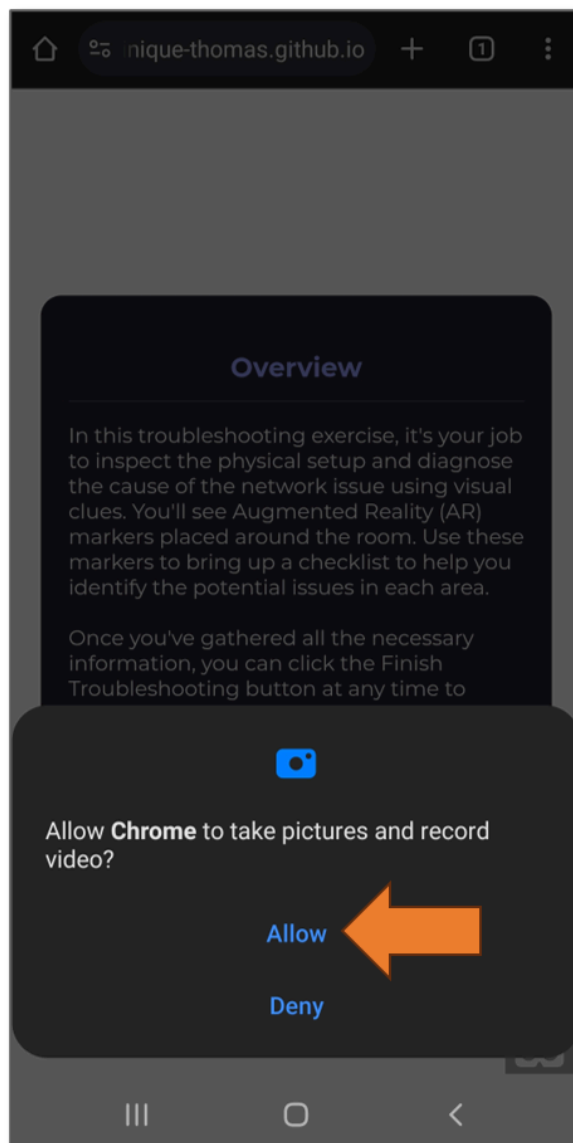 nique-thomas.github.io
1
Overview
In this troubleshooting exercise, it's your job
to inspect the physical setup and diagnose
the cause of the network issue using visual
clues. You'll see Augmented Reality (AR)
markers placed around the room. Use these
markers to bring up a checklist to help you
identify the potential issues in each area.
Once you've gathered all the necessary
information, you can click the Finish
Troubleshooting button at any time to
Allow Chrome to take pictures and record
video?
Allow
Deny